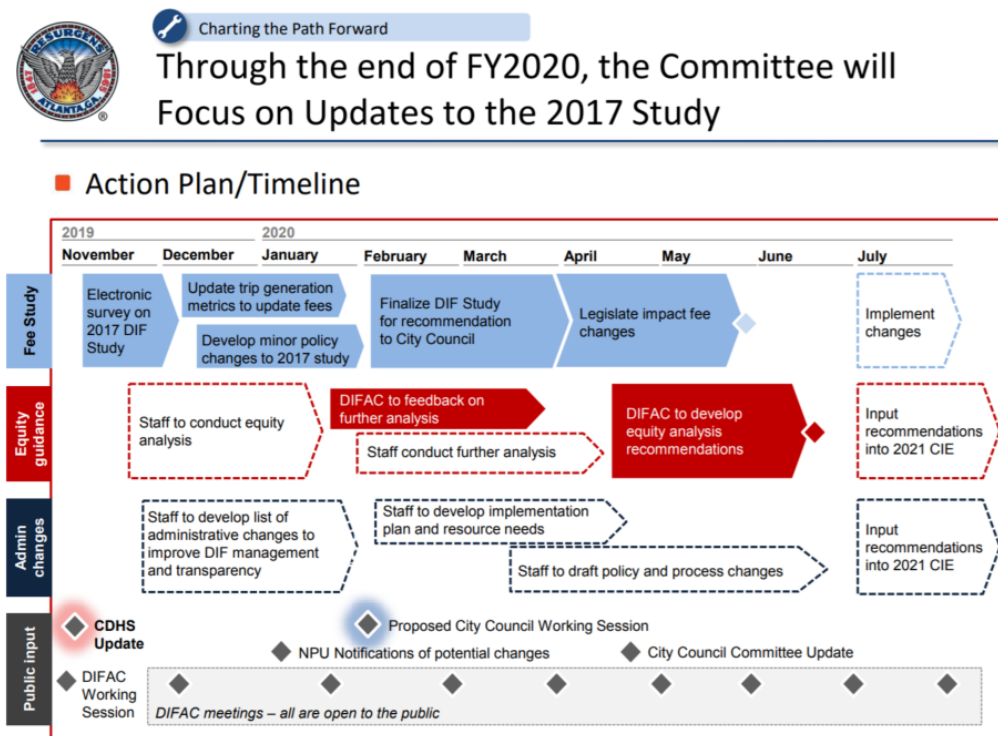 RESURGENS
1847
1865
ATLANTA, GA.
®
Charting the Path Forward
Through the end of FY2020, the Committee will
Focus on Updates to the 2017 Study
Action Plan/Timeline
2019
2020
November
December
January
February
March
April
May
June
July
Fee Study
Electronic
survey on
2017 DIF
Study
Update trip generation
metrics to update fees
Develop minor policy
changes to 2017 study
Finalize DIF Study
for recommendation
to City Council
Legislate impact fee
changes
Implement
changes
Equity
guidance
Staff to conduct equity
analysis
DIFAC to feedback on
further analysis
Staff conduct further analysis
DIFAC to develop
equity analysis
recommendations
Input
recommendations
into 2021 CIE
Admin
changes
Staff to develop list of
administrative changes to
improve DIF management
and transparency
Staff to develop implementation
plan and resource needs
Staff to draft policy and process changes
Input
recommendations
into 2021 CIE
Public input
CDHS
Update
Proposed City Council Working Session
NPU Notifications of potential changes
City Council Committee Update
DIFAC
Working
Session
DIFAC meetings – all are open to the public